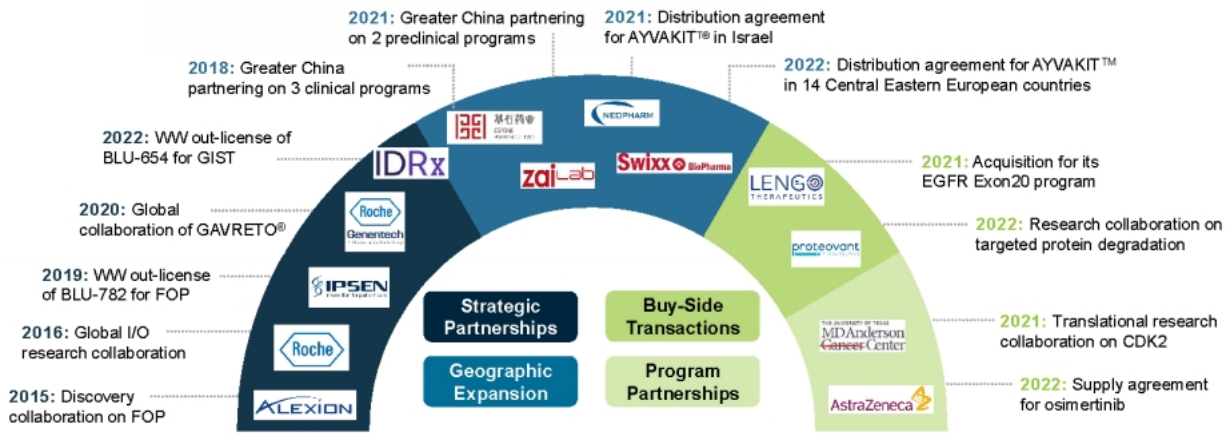 2021: Greater China partnering
on 2 preclinical programs
2021: Distribution agreement
for AYVAKIT™® in Israel
2018: Greater China
partnering on 3 clinical programs
2022: Distribution agreement for AYVAKIT™
in 14 Central Eastern European countries
2022: WW out-license of
BLU-654 for GIST
2020: Global
collaboration of GAVRETO®
2019: WW out-license
of BLU-782 for FOP
2016: Global I/O
research collaboration
2015: Discovery
collaboration on FOP
ALEXION
Roche
IPSEN
Roche
Genentech
IDRx
基石药业
CSTONE
zaiLab
NEOPHARM
Swixx BioPharma
LENGO
THERAPEUTICS
proteovant
THE UNIVERSITY OF TEXAS
MD Anderson
Cancer Center
AstraZeneca
2021: Acquisition for its
EGFR Exon20 program
2022: Research collaboration on
targeted protein degradation
2021: Translational research
collaboration on CDK2
2022: Supply agreement
for osimertinib
Strategic
Partnerships
Buy-Side
Transactions
Geographic
Expansion
Program
Partnerships